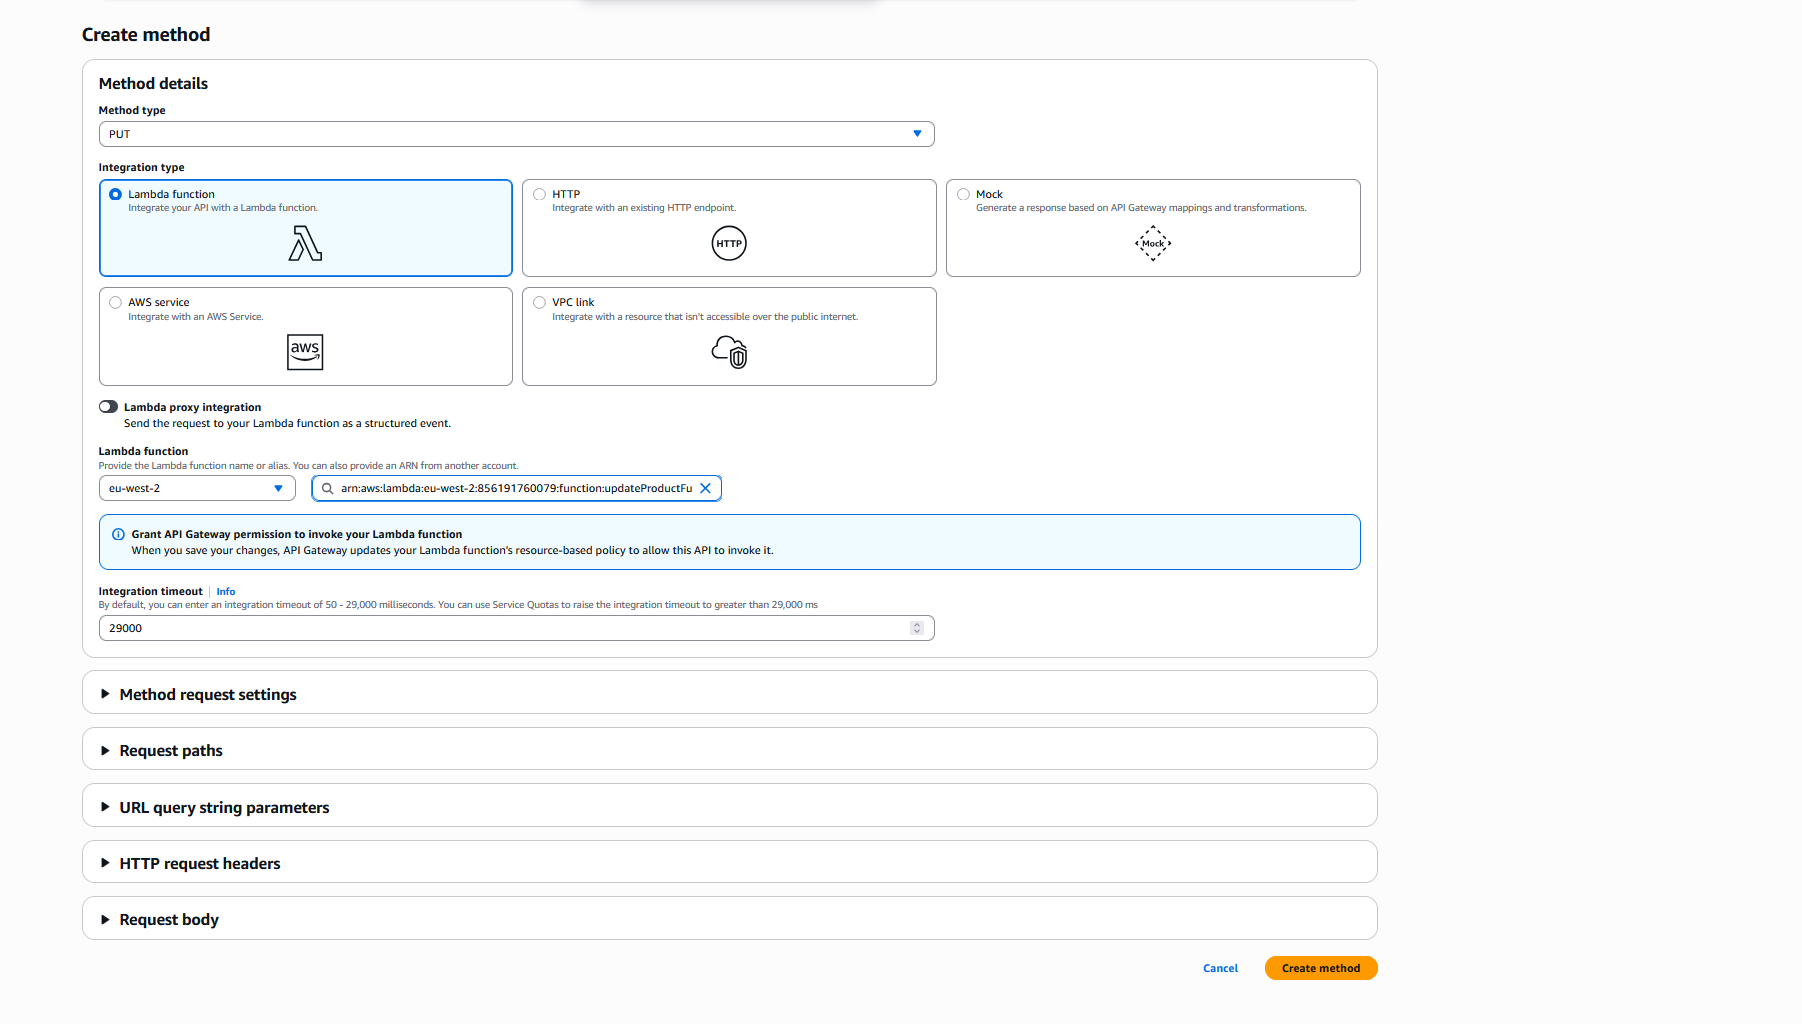 Create method
Method details
Method type
PUT
Integration type
Lambda function
Integrate your API with a Lambda function.
HTTP
Integrate with an existing HTTP endpoint.
HTTP
Mock
Generate a response based on API Gateway mappings and transformations.
Mock
AWS service
Integrate with an AWS Service.
aws
VPC link
Integrate with a resource that isn't accessible over the public internet.
Lambda proxy integration
Send the request to your Lambda function as a structured event.
Lambda function
Provide the Lambda function name or alias. You can also provide an ARN from another account.
eu-west-2
arn:aws:lambda:eu-west-2:856191760079:function:updateProductFu
Grant API Gateway permission to invoke your Lambda function
When you save your changes, API Gateway updates your Lambda function's resource-based policy to allow this API to invoke it.
Integration timeout Info
By default, you can enter an integration timeout of 50 - 29,000 milliseconds. You can use Service Quotas to raise the integration timeout to greater than 29,000 ms
29000
Method request settings
Request paths
URL query string parameters
HTTP request headers
Request body
Cancel
Create method